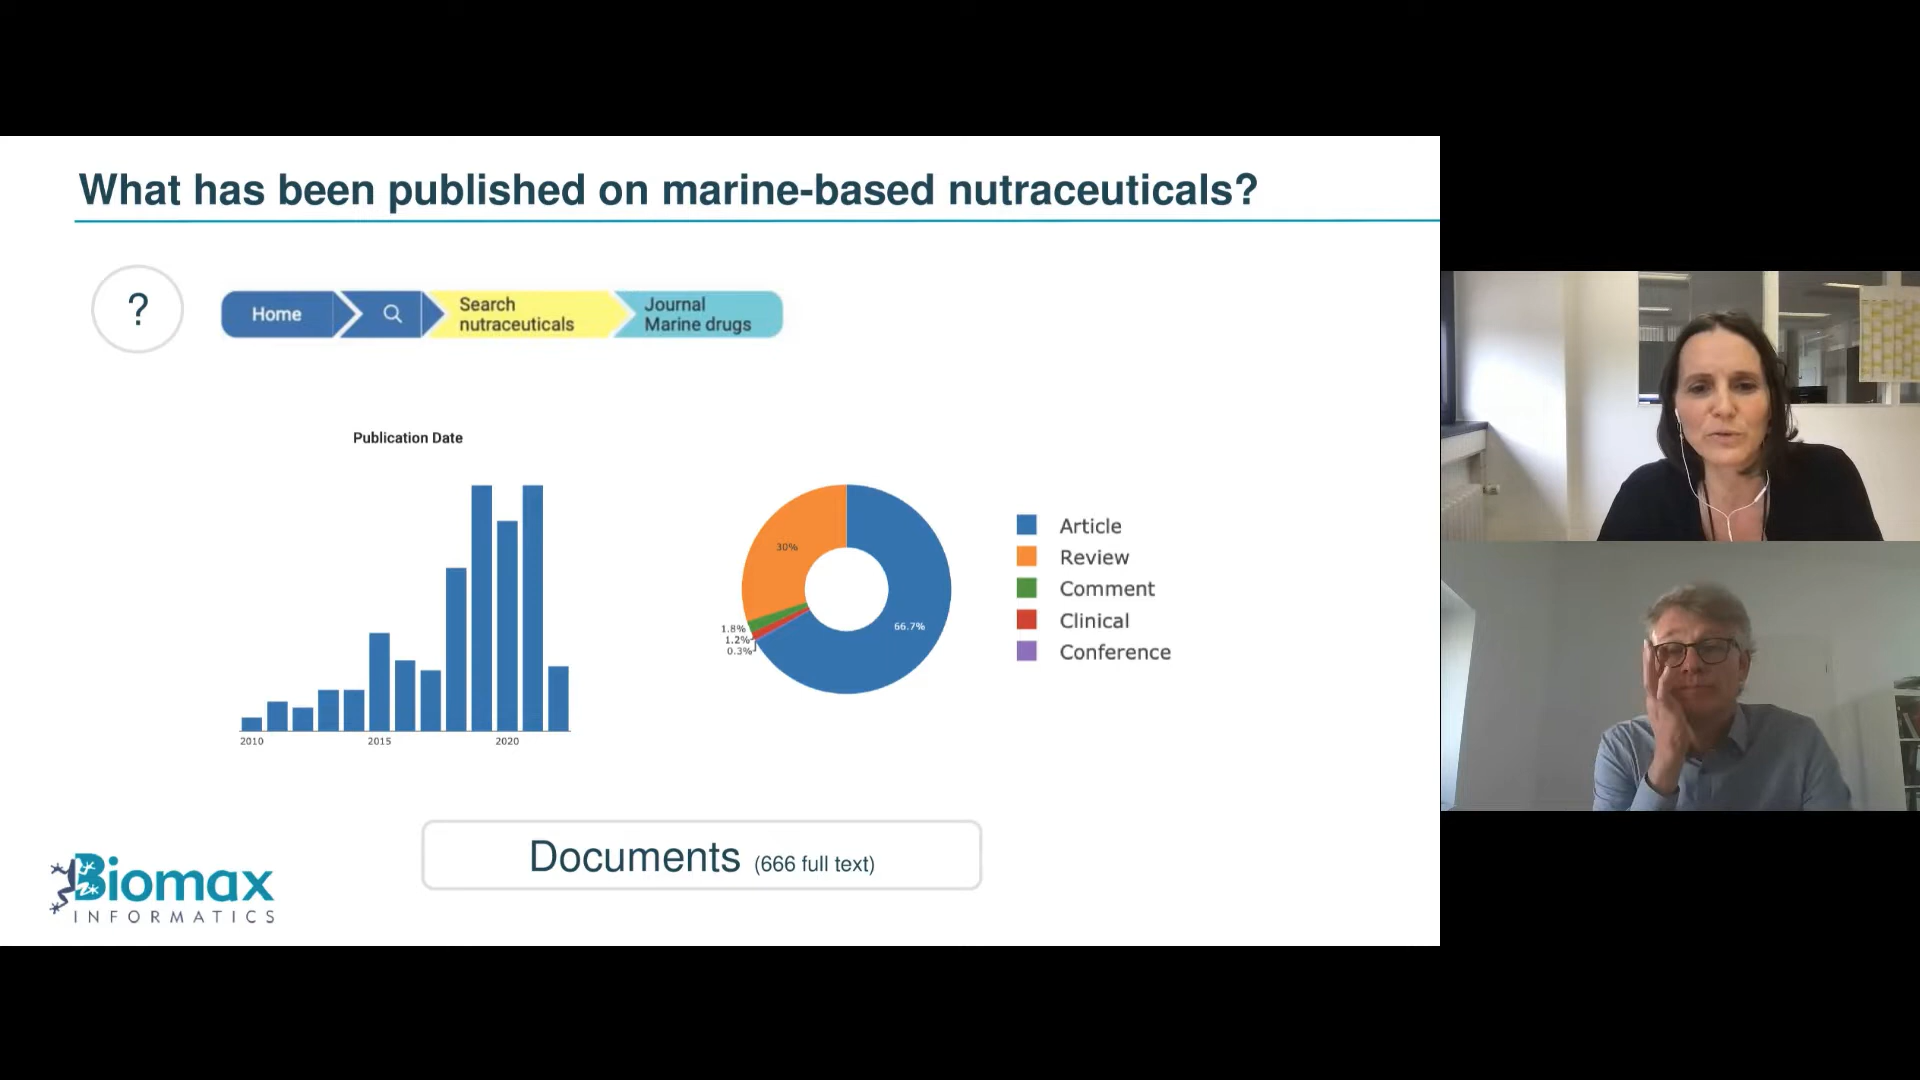 What has been published on marine-based nutraceuticals?
?
Home
Search
nutraceuticals
Journal
Marine drugs
Publication Date
2010
2015
2020
30%
66.7%
1.8%
1.2%
0.3%
Article
Review
Comment
Clinical
Conference
Documents (666 full text)
Biomax
INFORMATICS